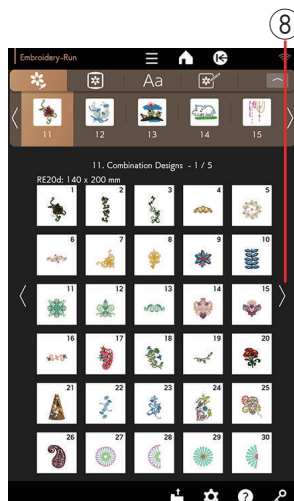 8
Embroidery-Run
Aa
11 12 13 14 15
11. Combination Designs - 1 / 5
RE20d: 140 x 200 mm
1 2 3 4 5
6 7 8 9 10
11 12 13 14 15
16 17 18 19 20
21 22 23 24 25
26 27 28 29 30
?